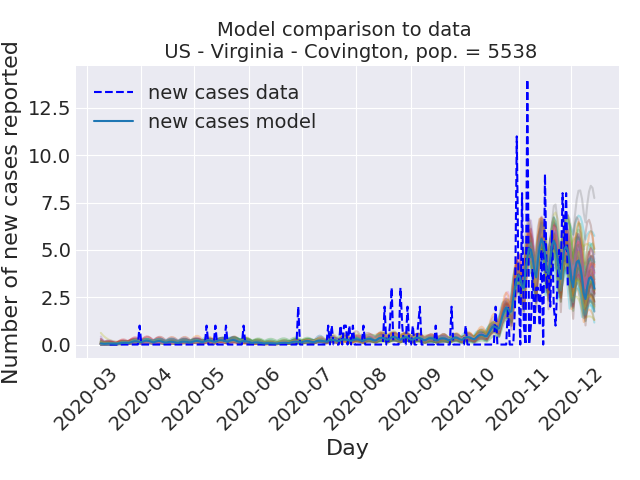 Model comparison to data
US - Virginia - Covington, pop. = 5538
Number of new cases reported
12.5
10.0
7.5
5.0
2.5
0.0
new cases data
new cases model
2020-03
2020-04
2020-05
2020-06
2020-07
2020-08
2020-09
2020-10
2020-11
2020-12
Day